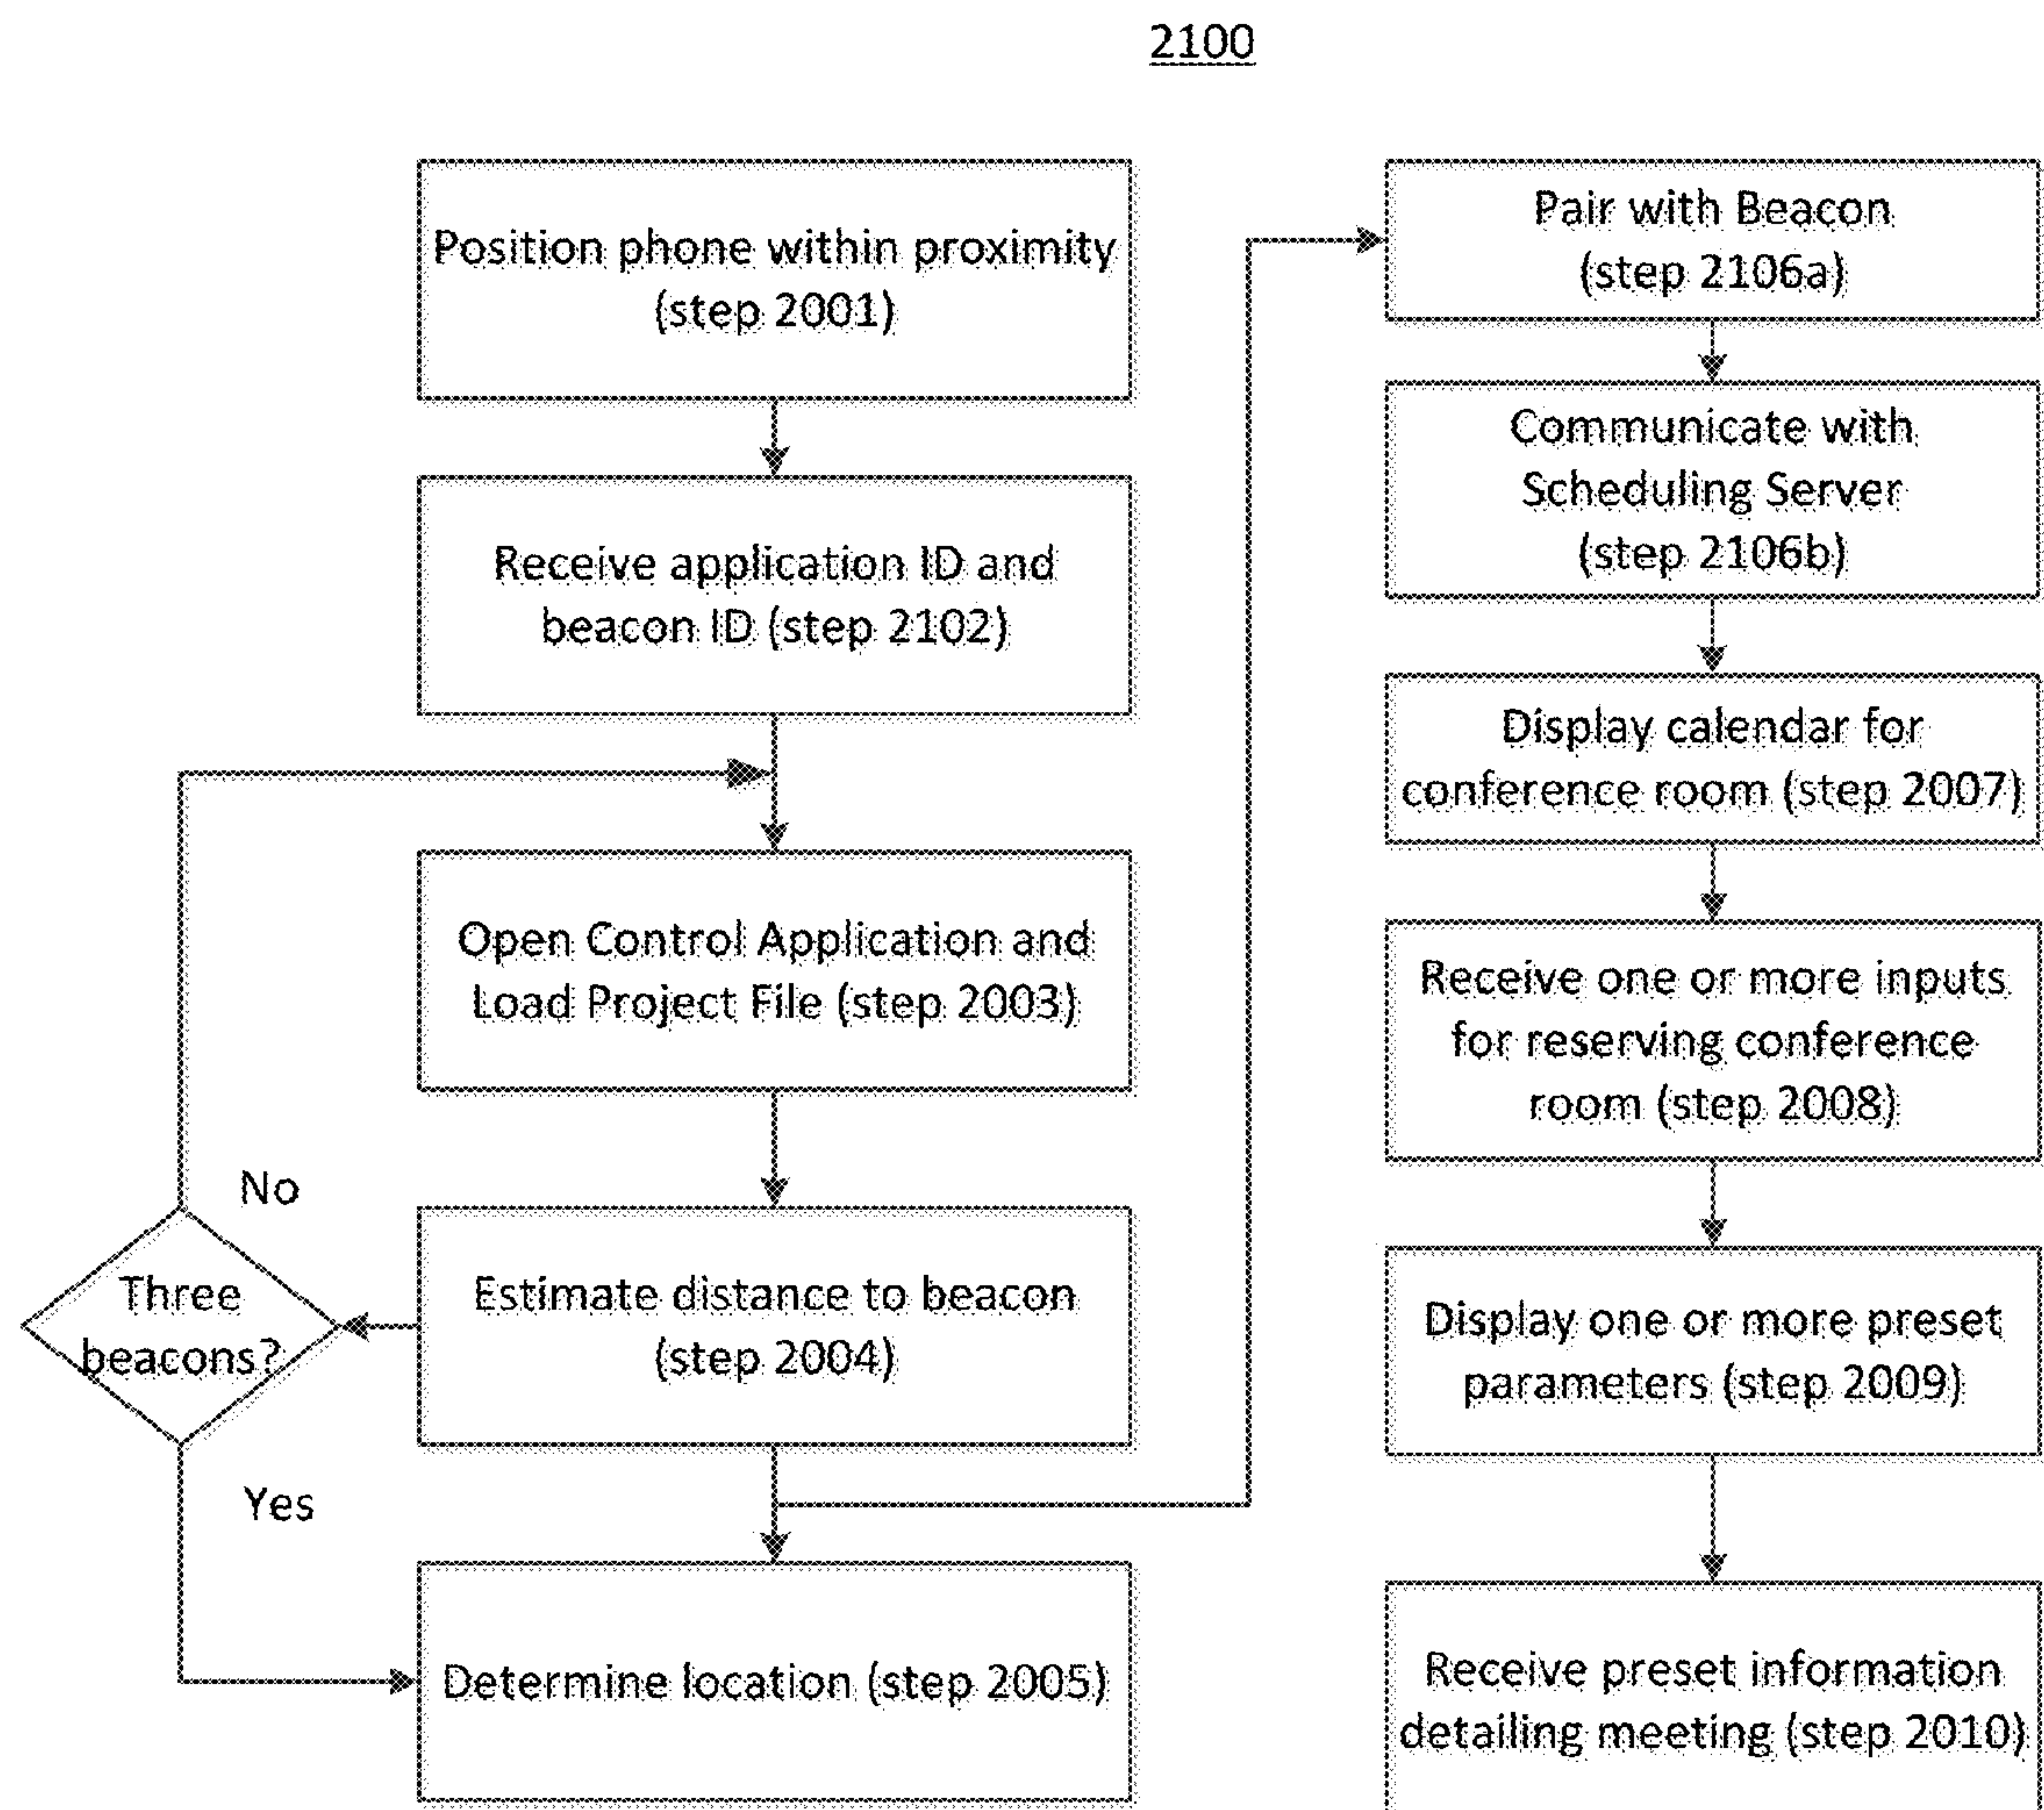 2100
Position phone within proximity
(step 2001)
Receive application ID and
beacon ID (step 2102)
Open Control Application and
Load Project File (step 2003)
No
Three
beacons?
Estimate distance to beacon
(step 2004)
Yes
Determine location (step 2005)
Pair with Beacon
(step 2106a)
Communicate with
Scheduling Server
(step 2106b)
Display calendar for
conference room (step 2007)
Receive one or more inputs
for reserving conference
room (step 2008)
Display one or more preset
parameters (step 2009)
Receive preset information
detailing meeting (step 2010)